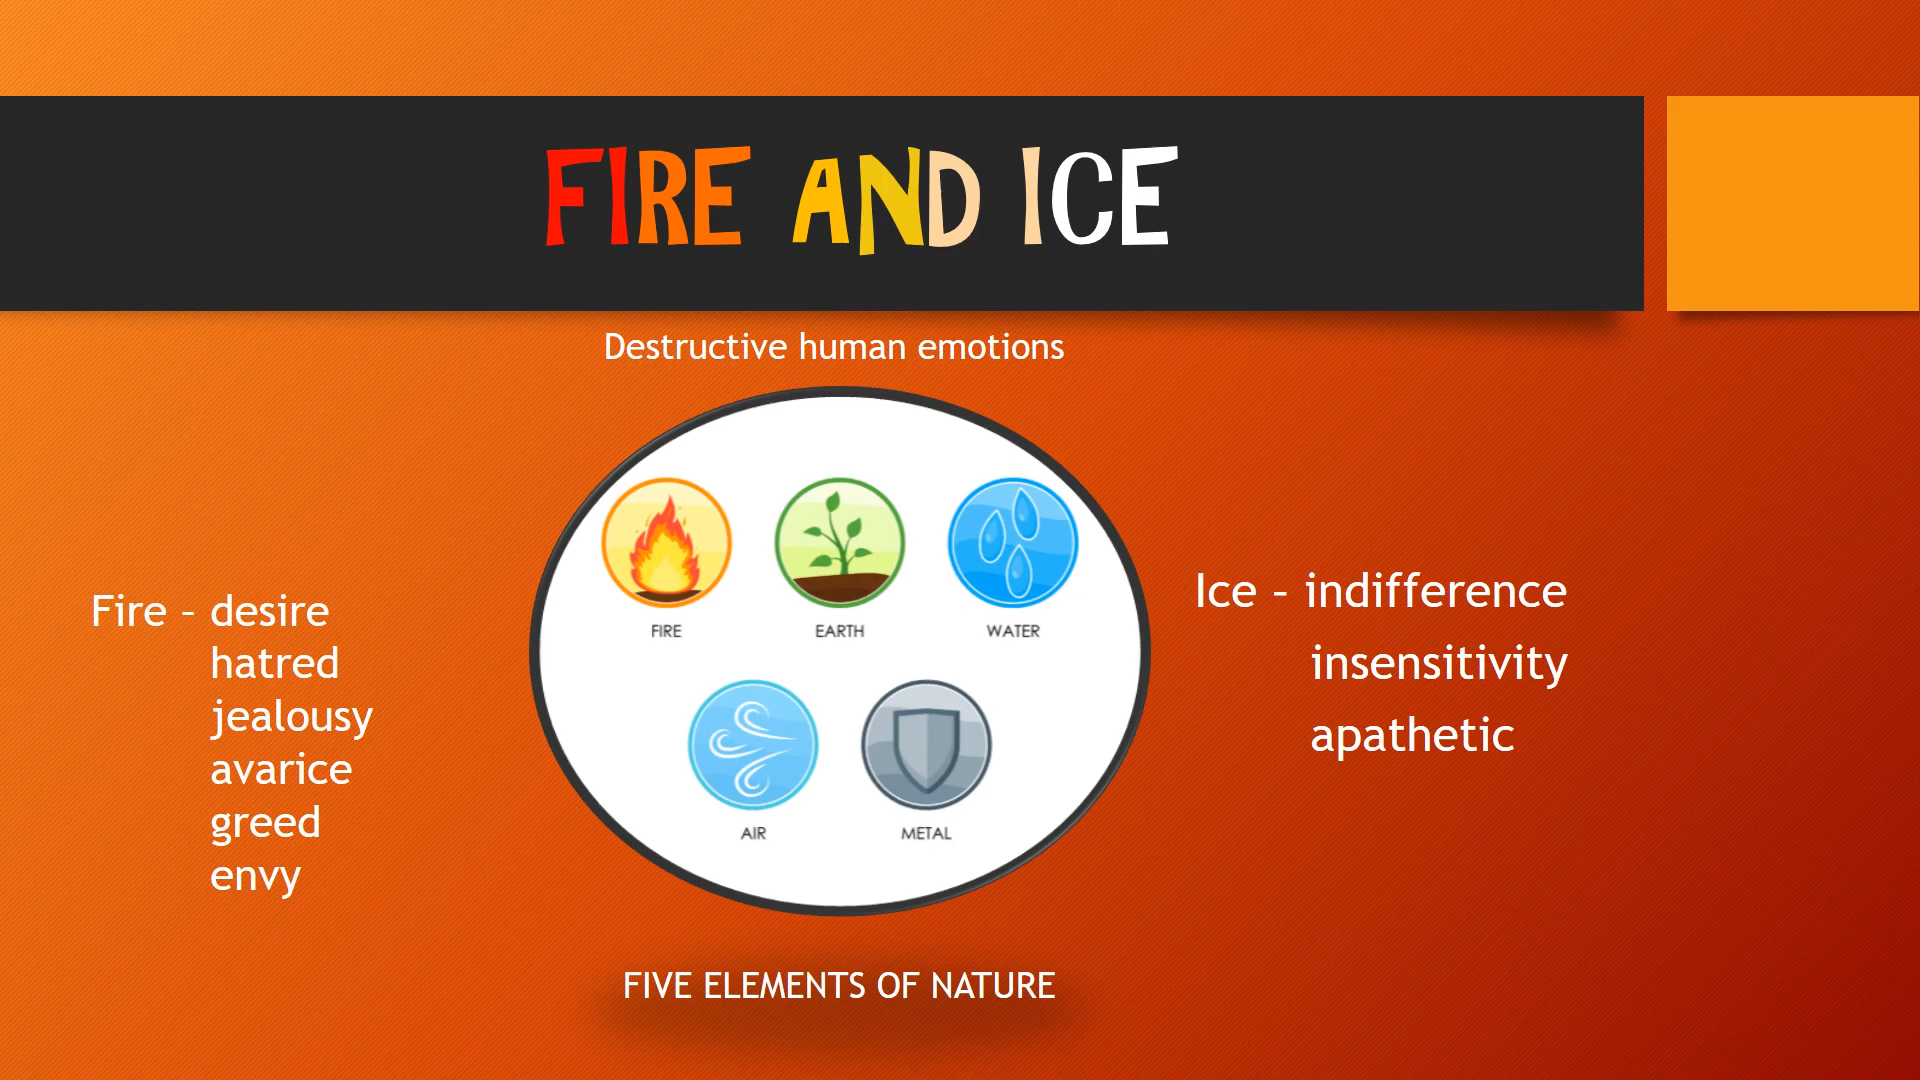 FIRE AND ICE
Destructive human emotions
Fire – desire
hatred
jealousy
avarice
greed
envy
FIRE EARTH WATER
AIR METAL
Ice – indifference
insensitivity
apathetic
FIVE ELEMENTS OF NATURE